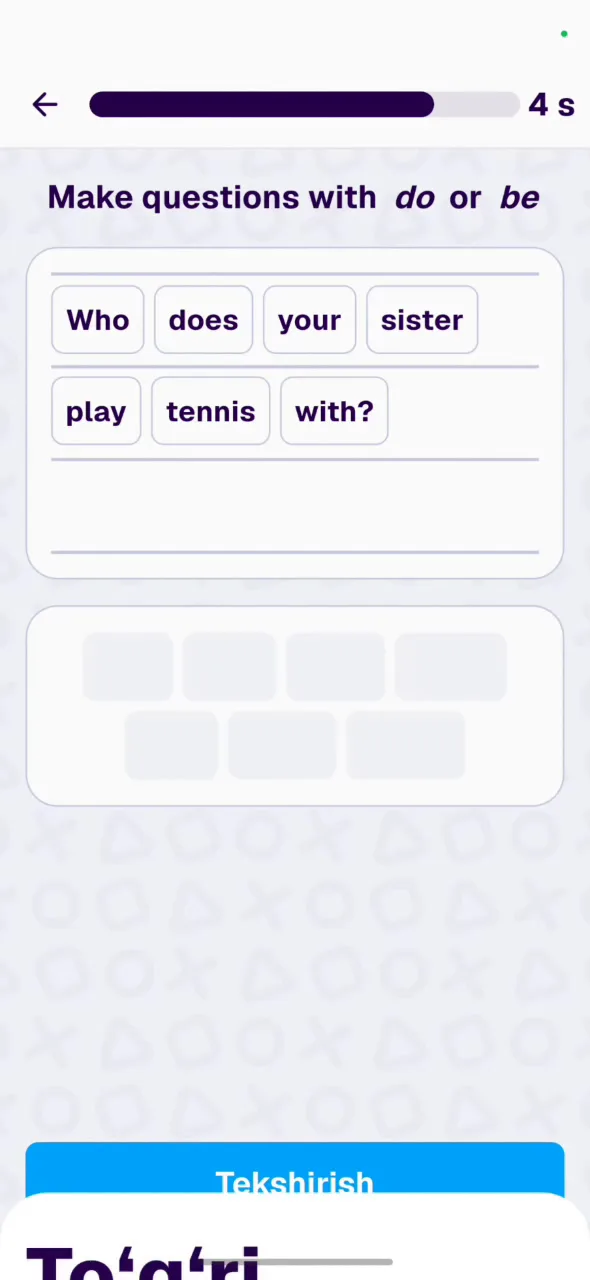 4 s
Make questions with do or be
Who does your sister
play tennis with?
Tekshirish
To‘g‘ri